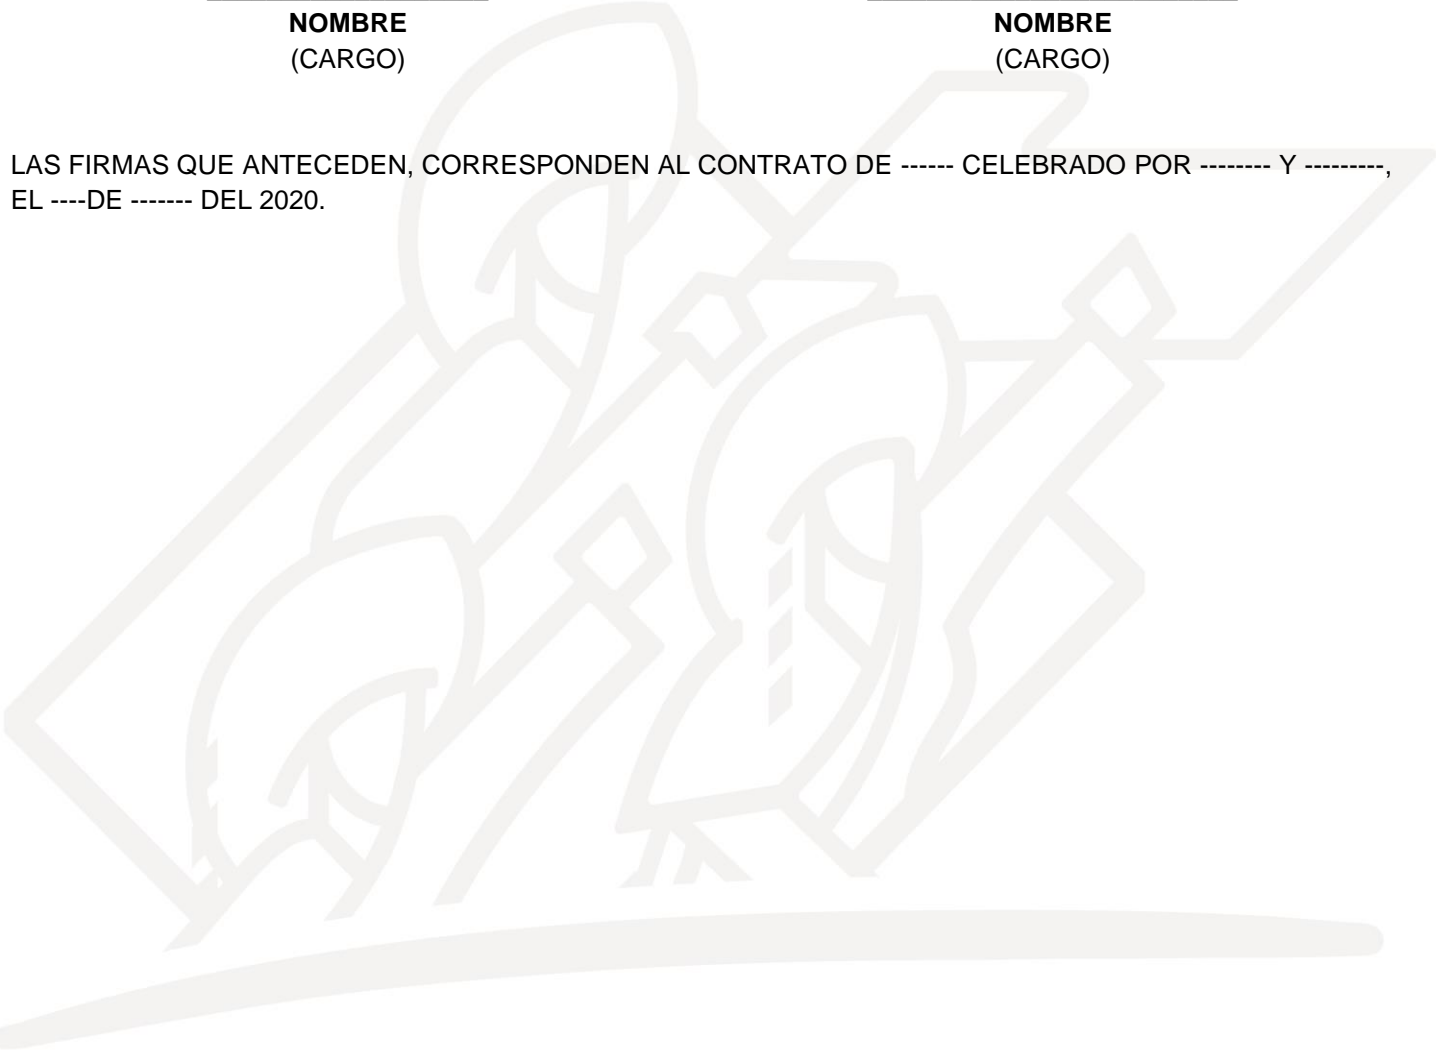 NOMBRE NOMBRE
(CARGO) (CARGO)
LAS FIRMAS QUE ANTECEDEN, CORRESPONDEN AL CONTRATO DE ------ CELEBRADO POR -------- Y ---------,
EL ----DE ------- DEL 2020.